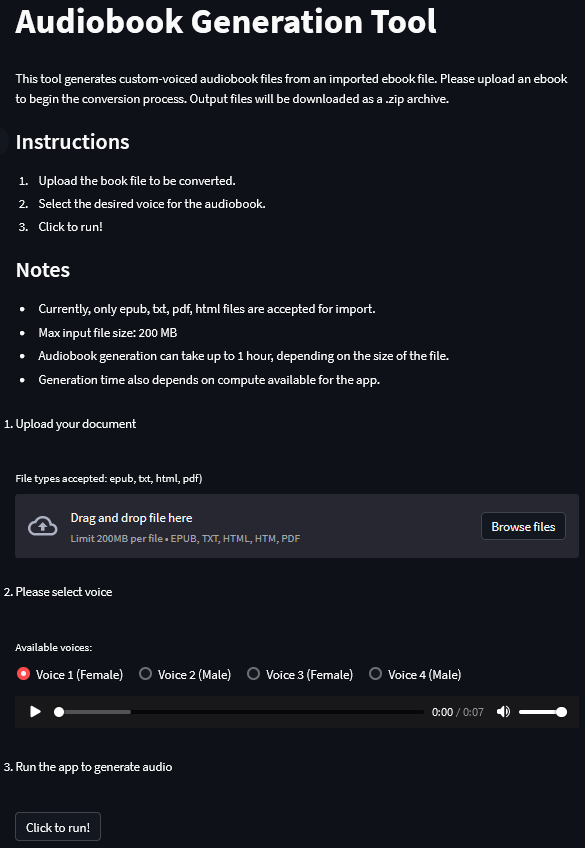 Audiobook Generation Tool
This tool generates custom-voiced audiobook files from an imported ebook file. Please upload an ebook
to begin the conversion process. Output files will be downloaded as a .zip archive.
Instructions
1. Upload the book file to be converted.
2. Select the desired voice for the audiobook.
3. Click to run!
Notes
• Currently, only epub, txt, pdf, html files are accepted for import.
• Max input file size: 200 MB
• Audiobook generation can take up to 1 hour, depending on the size of the file.
• Generation time also depends on compute available for the app.
1. Upload your document
File types accepted: epub, txt, html, pdf)
Drag and drop file here
Limit 200MB per file • EPUB, TXT, HTML, HTM, PDF
Browse files
2. Please select voice
Available voices:
Voice 1 (Female) Voice 2 (Male) Voice 3 (Female) Voice 4 (Male)
0:00 / 0:07
3. Run the app to generate audio
Click to run!